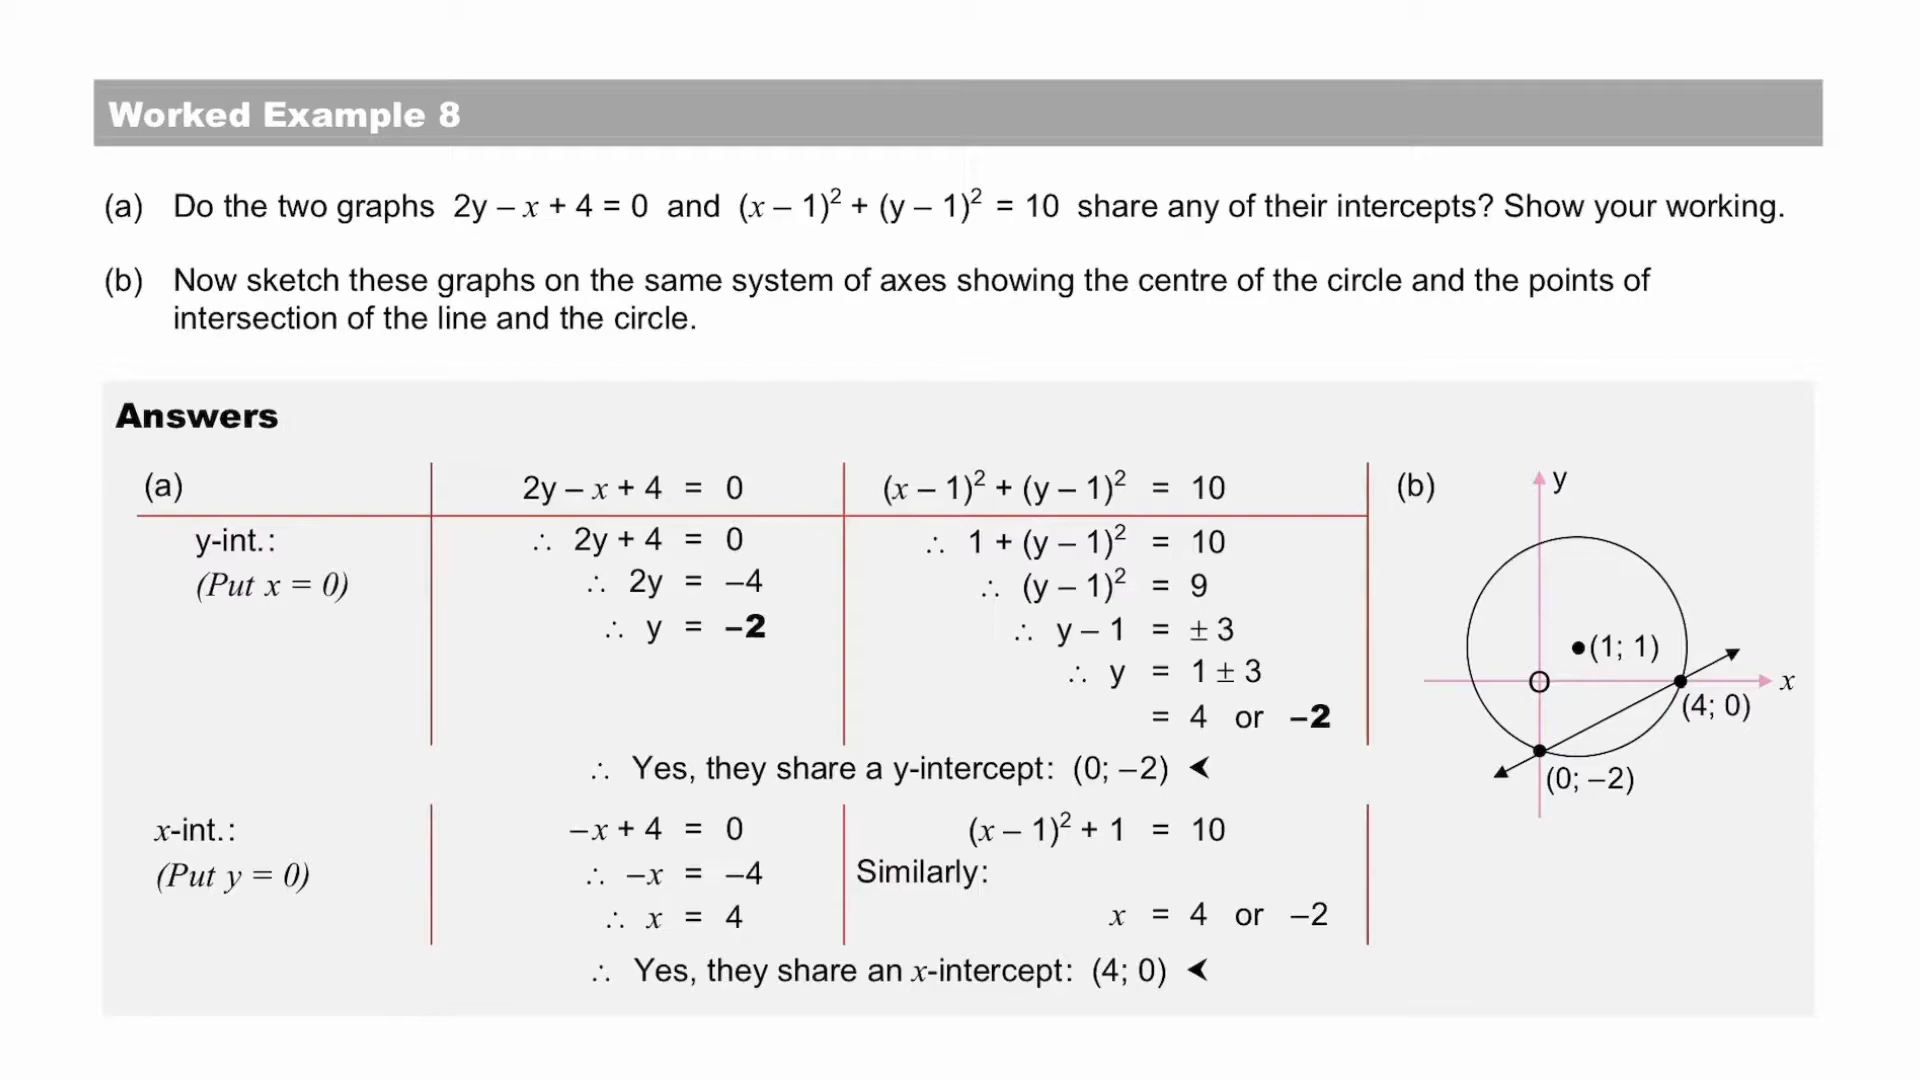 Worked Example 8
(a) Do the two graphs 2y – x + 4 = 0 and (x – 1)² + (y – 1)² = 10 share any of their intercepts? Show your working.
(b) Now sketch these graphs on the same system of axes showing the centre of the circle and the points of
intersection of the line and the circle.
Answers
(a) 2y – x + 4 = 0 (x – 1)² + (y – 1)² = 10
y-int.: ∴ 2y + 4 = 0 ∴ 1 + (y – 1)² = 10
(Put x = 0) ∴ 2y = –4 ∴ (y – 1)² = 9
∴ y = –2 ∴ y – 1 = ± 3
∴ y = 1 ± 3
= 4 or –2
∴ Yes, they share a y-intercept: (0; –2) ⮜
x-int.: –x + 4 = 0 (x – 1)² + 1 = 10
(Put y = 0) ∴ –x = –4 Similarly:
∴ x = 4 x = 4 or –2
∴ Yes, they share an x-intercept: (4; 0) ⮜
(b) y
(1; 1)
O x
(4; 0)
(0; –2)